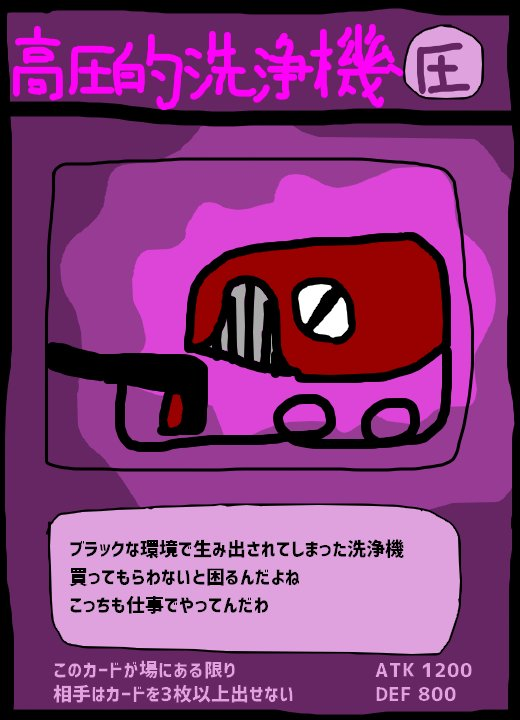 高圧的洗浄機 圧
ブラックな環境で生み出されてしまった洗浄機
買ってもらわないと困るんだよね
こっちも仕事でやってんだわ
このカードが場にある限り
相手はカードを3枚以上出せない
ATK 1200
DEF 800